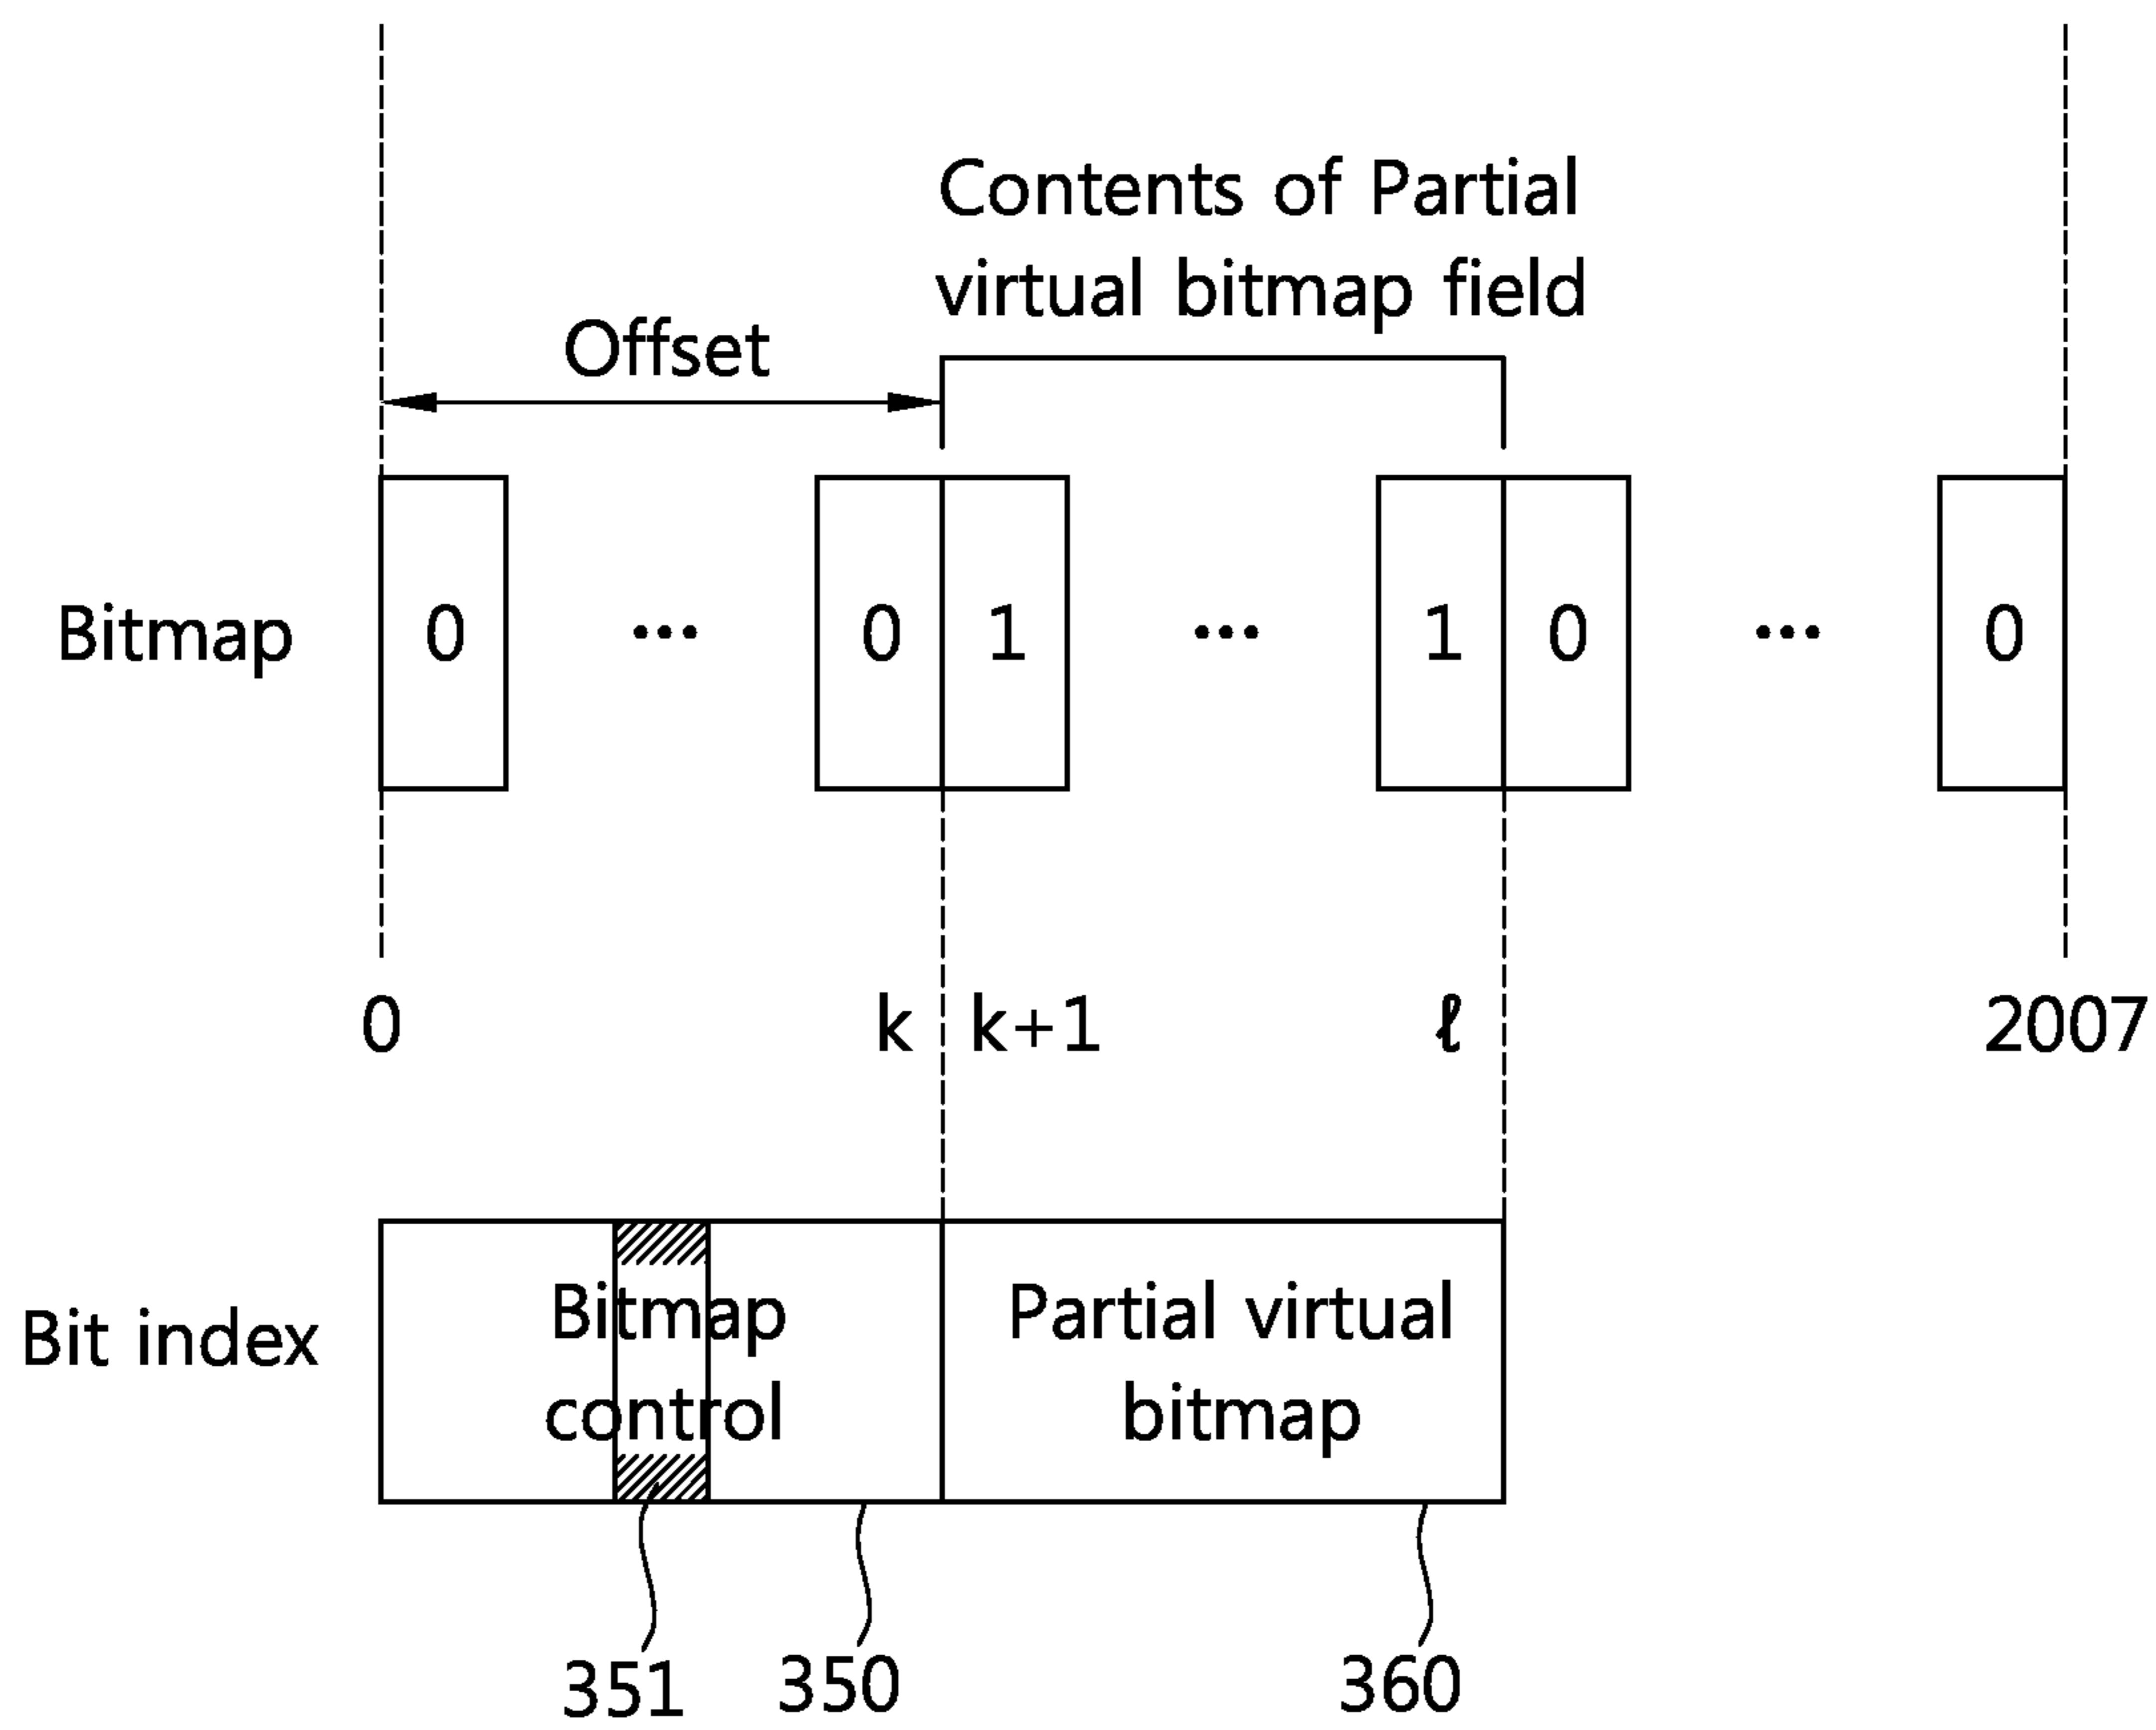 Contents of Partial
virtual bitmap field
Offset
Bitmap 0 ... 0 1 ... 1 0 ... 0
0 k k+1 ℓ 2007
Bit index
Bitmap
control
Partial virtual
bitmap
351 350 360